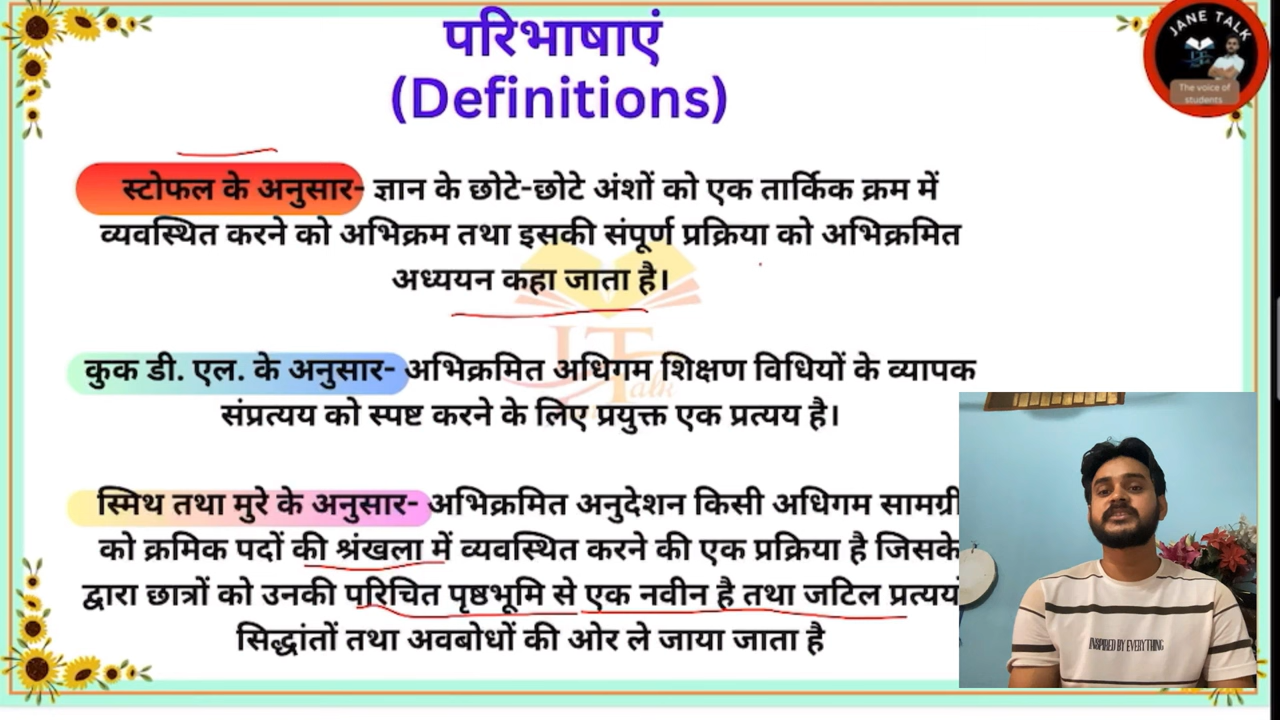 परिभाषाएं
(Definitions)
JANE TALK
The voice of
students
स्टोफल के अनुसार- ज्ञान के छोटे-छोटे अंशों को एक तार्किक क्रम में
व्यवस्थित करने को अभिक्रम तथा इसकी संपूर्ण प्रक्रिया को अभिक्रमित
अध्ययन कहा जाता है।
कुक डी. एल. के अनुसार- अभिक्रमित अधिगम शिक्षण विधियों के व्यापक
संप्रत्यय को स्पष्ट करने के लिए प्रयुक्त एक प्रत्यय है।
स्मिथ तथा मुरे के अनुसार- अभिक्रमित अनुदेशन किसी अधिगम सामग्री
को क्रमिक पदों की श्रंखला में व्यवस्थित करने की एक प्रक्रिया है जिसके
द्वारा छात्रों को उनकी परिचित पृष्ठभूमि से एक नवीन है तथा जटिल
सिद्धांतों तथा अवबोधों की ओर ले जाया जाता है
INSPIRED BY EVERYTHING